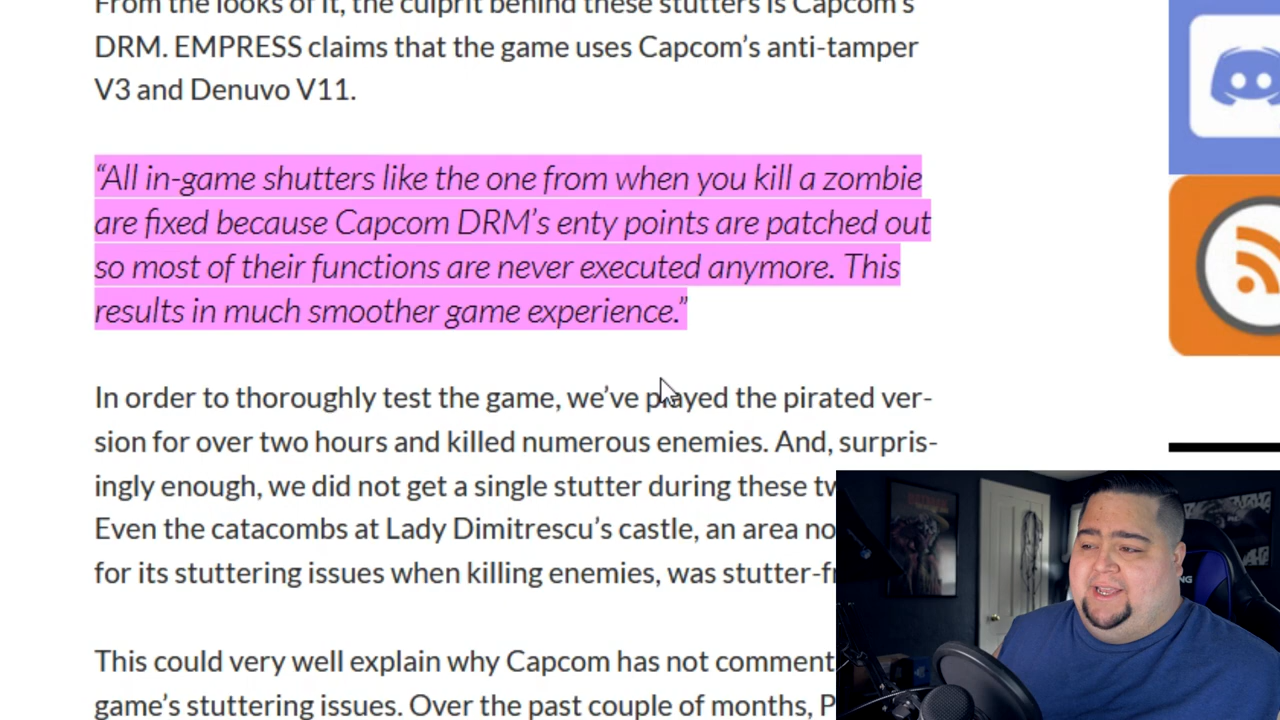 From the looks of it, the culprit behind these stutters is Capcom's
DRM. EMPRESS claims that the game uses Capcom's anti-tamper
V3 and Denuvo V11.
“All in-game shutters like the one from when you kill a zombie
are fixed because Capcom DRM's enty points are patched out
so most of their functions are never executed anymore. This
results in much smoother game experience.”
In order to thoroughly test the game, we've played the pirated ver-
sion for over two hours and killed numerous enemies. And, surpris-
ingly enough, we did not get a single stutter during these
Even the catacombs at Lady Dimitrescu's castle, an area
for its stuttering issues when killing enemies, was
This could very well explain why Capcom has not
game's stuttering issues. Over the past couple of months,